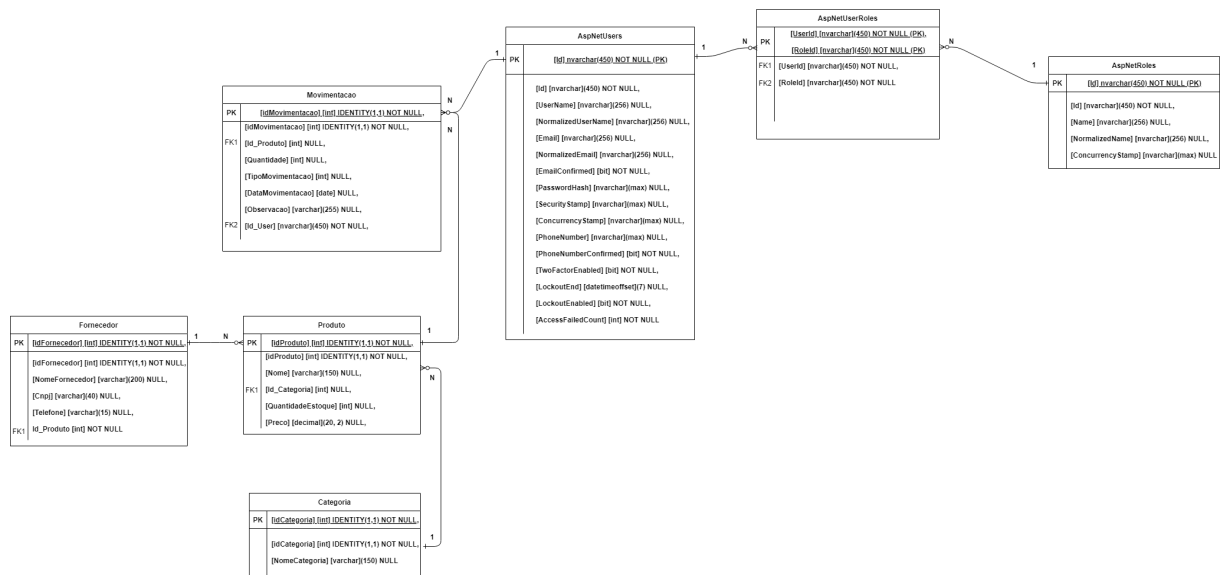 AspNetUserRoles
PK
[UserId] [nvarchar](450) NOT NULL (PK),
[RoleId] [nvarchar](450) NOT NULL (PK)
FK1 [UserId] [nvarchar](450) NOT NULL,
FK2 [RoleId] [nvarchar](450) NOT NULL
N
N
AspNetUsers
PK [Id] nvarchar(450) NOT NULL (PK)
[Id] [nvarchar](450) NOT NULL,
[UserName] [nvarchar](256) NULL,
[NormalizedUserName] [nvarchar](256) NULL,
[Email] [nvarchar](256) NULL,
[NormalizedEmail] [nvarchar](256) NULL,
[EmailConfirmed] [bit] NOT NULL,
[PasswordHash] [nvarchar](max) NULL,
[SecurityStamp] [nvarchar](max) NULL,
[ConcurrencyStamp] [nvarchar](max) NULL,
[PhoneNumber] [nvarchar](max) NULL,
[PhoneNumberConfirmed] [bit] NOT NULL,
[TwoFactorEnabled] [bit] NOT NULL,
[LockoutEnd] [datetimeoffset](7) NULL,
[LockoutEnabled] [bit] NOT NULL,
[AccessFailedCount] [int] NOT NULL
1
1
AspNetRoles
PK [Id] nvarchar(450) NOT NULL (PK)
[Id] [nvarchar](450) NOT NULL,
[Name] [nvarchar](256) NULL,
[NormalizedName] [nvarchar](256) NULL,
[ConcurrencyStamp] [nvarchar](max) NULL
1
Movimentacao
PK [idMovimentacao] [int] IDENTITY(1,1) NOT NULL,
[idMovimentacao] [int] IDENTITY(1,1) NOT NULL,
FK1 [Id_Produto] [int] NULL,
[Quantidade] [int] NULL,
[TipoMovimentacao] [int] NULL,
[DataMovimentacao] [date] NULL,
[Observacao] [varchar](255) NULL,
FK2 [Id_User] [nvarchar](450) NOT NULL,
N
N
Fornecedor
PK [idFornecedor] [int] IDENTITY(1,1) NOT NULL,
[idFornecedor] [int] IDENTITY(1,1) NOT NULL,
[NomeFornecedor] [varchar](200) NULL,
[Cnpj] [varchar](40) NULL,
[Telefone] [varchar](15) NULL,
FK1 Id_Produto [int] NOT NULL
1
N
Produto
PK [idProduto] [int] IDENTITY(1,1) NOT NULL,
[idProduto] [int] IDENTITY(1,1) NOT NULL,
[Nome] [varchar](150) NULL,
FK1 [Id_Categoria] [int] NULL,
[QuantidadeEstoque] [int] NULL,
[Preco] [decimal](20, 2) NULL,
1
N
Categoria
PK [idCategoria] [int] IDENTITY(1,1) NOT NULL,
[idCategoria] [int] IDENTITY(1,1) NOT NULL,
[NomeCategoria] [varchar](150) NULL
1